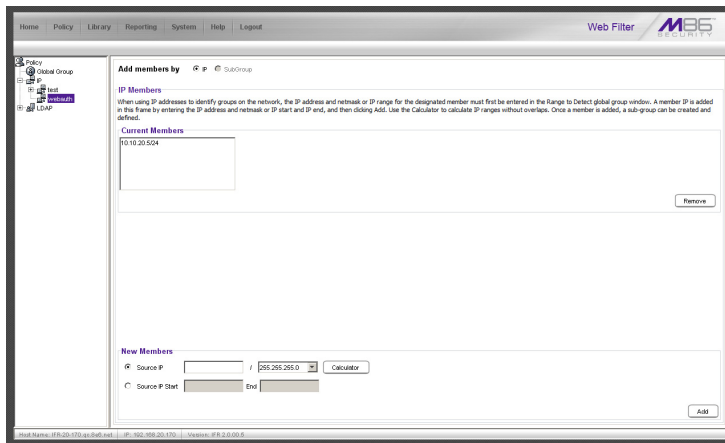 Home Policy Library Reporting System Help Logout
Web Filter
M86
SECURITY
Policy
Global Group
IP
test
webauth
LDAP
Add members by IP SubGroup
IP Members
When using IP addresses to identify groups on the network, the IP address and netmask or IP range for the designated member must first be entered in the Range to Detect global group window. A member IP is added
in this frame by entering the IP address and netmask or IP start and IP end, and then clicking Add. Use the Calculator to calculate IP ranges without overlaps. Once a member is added, a sub-group can be created and
defined.
Current Members
10.10.20.5/24
Remove
New Members
Source IP / 255.255.255.0 Calculator
Source IP Start End
Add
Host Name: IFR-20-170.qc.8e6.net IP: 192.168.20.170 Version: IFR 2.0.00.6